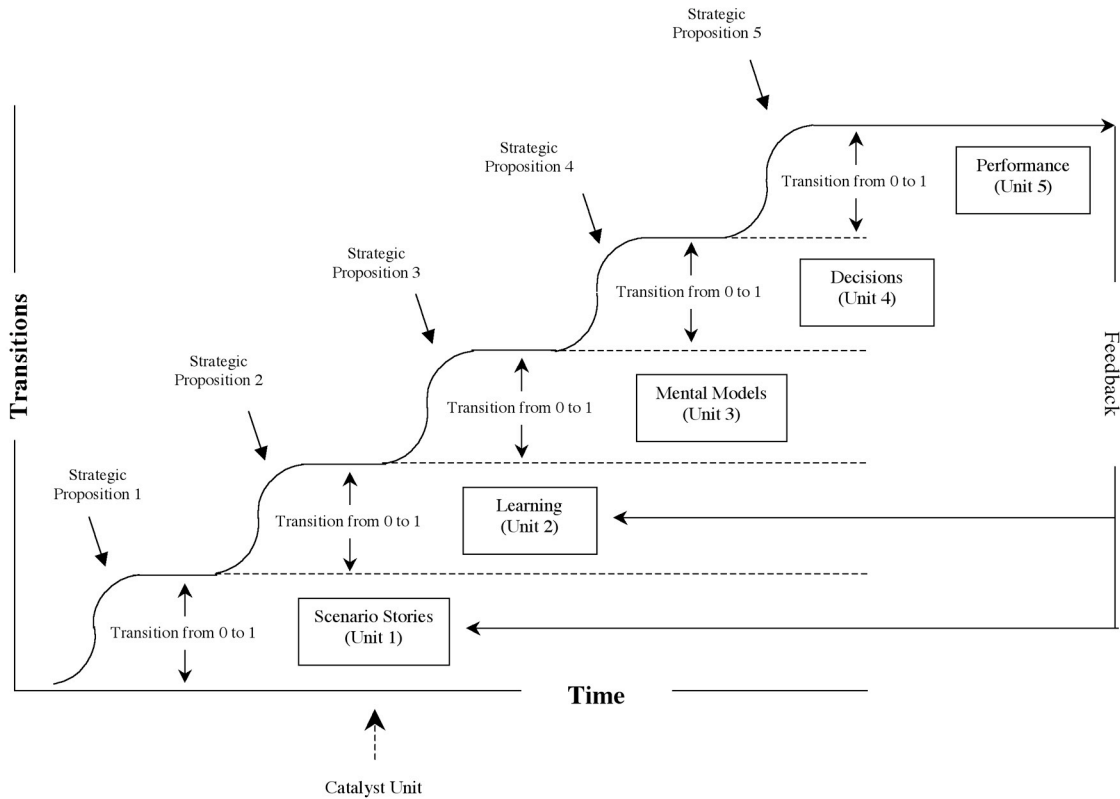 Strategic
Proposition 5
Strategic
Proposition 4
Transition from 0 to 1
Performance
(Unit 5)
Strategic
Proposition 3
Transition from 0 to 1
Decisions
(Unit 4)
Transitions
Feedback
Strategic
Proposition 2
Transition from 0 to 1
Mental Models
(Unit 3)
Strategic
Proposition 1
Transition from 0 to 1
Learning
(Unit 2)
Transition from 0 to 1
Scenario Stories
(Unit 1)
Time
Catalyst Unit